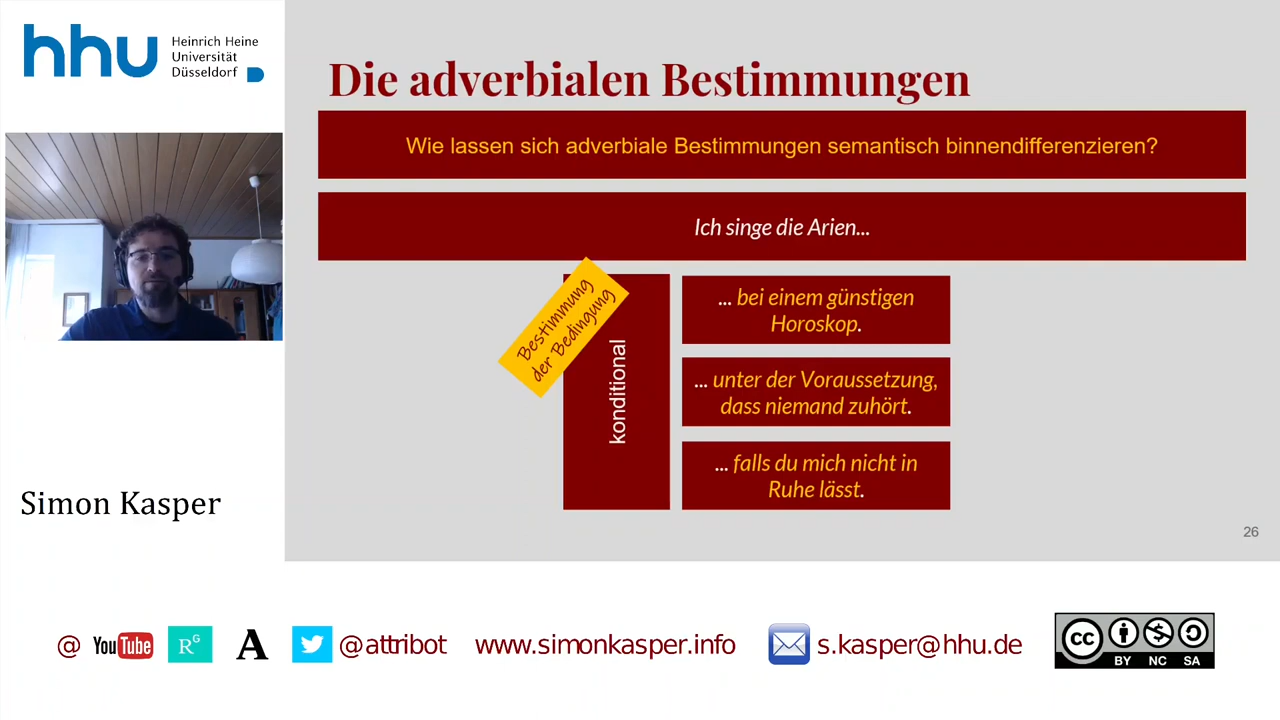 hhu Heinrich Heine
Universität
Düsseldorf
Die adverbialen Bestimmungen
Wie lassen sich adverbiale Bestimmungen semantisch binnendifferenzieren?
Ich singe die Arien...
Bestimmung
der Bedingung
konditional
... bei einem günstigen
Horoskop.
... unter der Voraussetzung,
dass niemand zuhört.
... falls du mich nicht in
Ruhe lässt.
Simon Kasper
26
@ YouTube RG A @attribot www.simonkasper.info s.kasper@hhu.de cc
BY NC SA